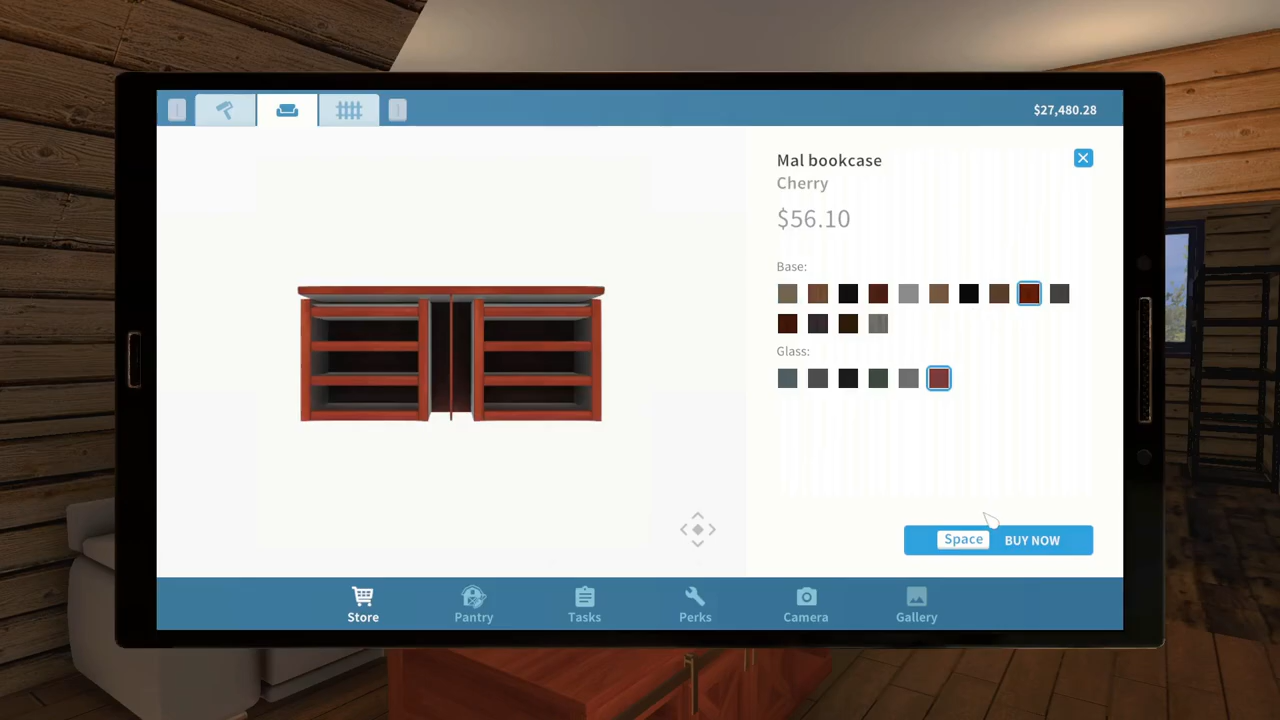 $27,480.28
Mal bookcase
Cherry
$56.10
Base:
Glass:
Space BUY NOW
Store Pantry Tasks Perks Camera Gallery